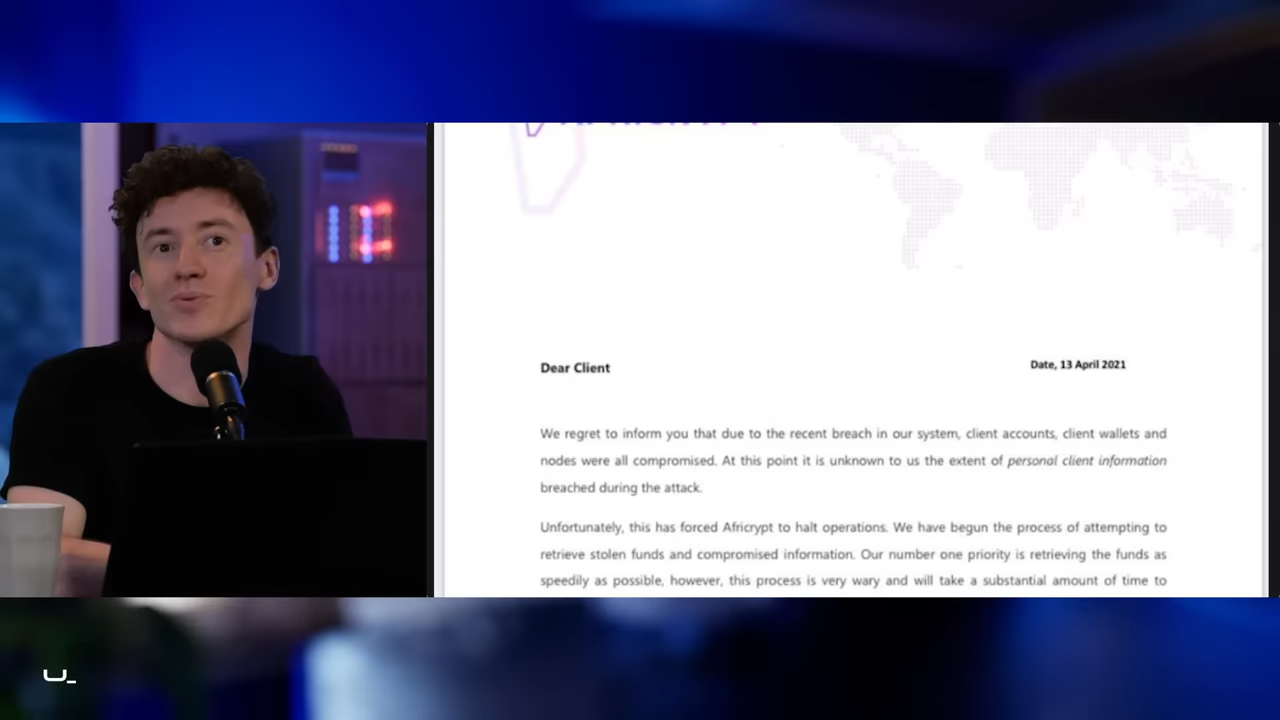 Dear Client
Date, 13 April 2021
We regret to inform you that due to the recent breach in our system, client accounts, client wallets and
nodes were all compromised. At this point it is unknown to us the extent of personal client information
breached during the attack.
Unfortunately, this has forced Africrypt to halt operations. We have begun the process of attempting to
retrieve stolen funds and compromised information. Our number one priority is retrieving the funds as
speedily as possible, however, this process is very wary and will take a substantial amount of time to